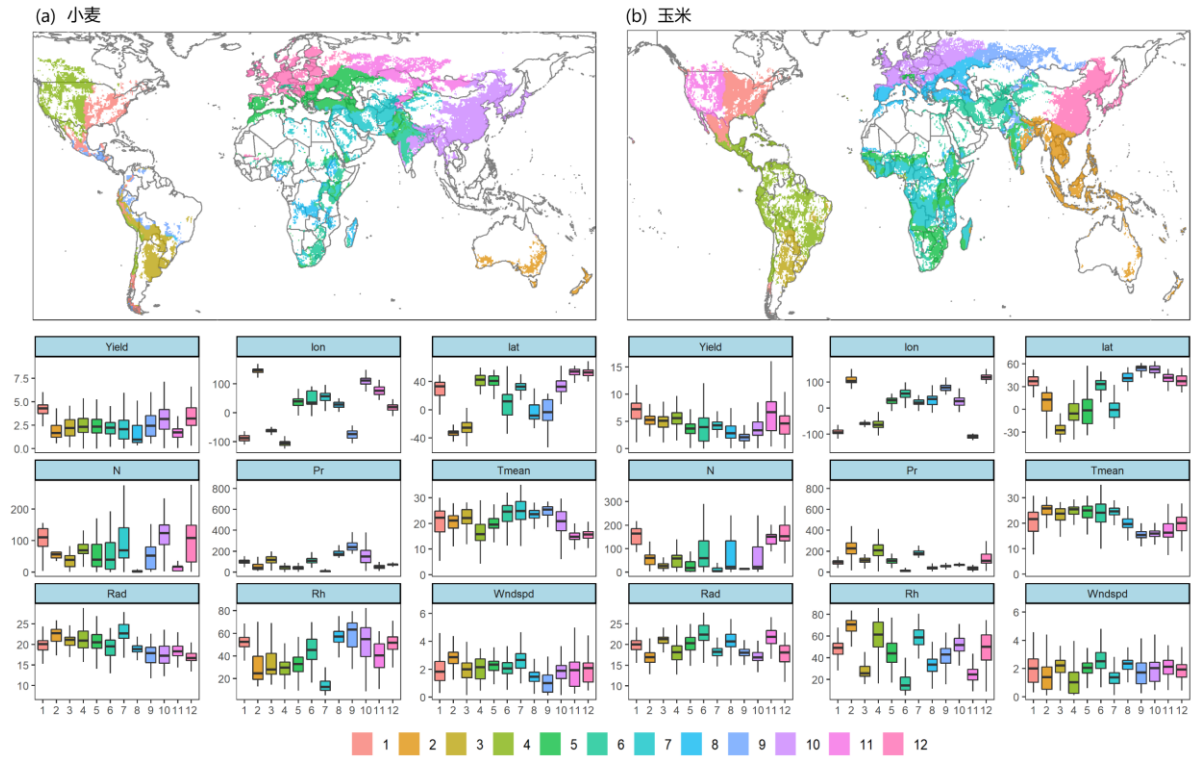 (a) 小麦
(b) 玉米
Yield lon lat Yield lon lat
7.5 5.0 2.5 0.0
100 0 -100
40 0 -40
15 10 5 0
100 0 -100
60 30 0 -30
N Pr Tmean N Pr Tmean
200 100 0
800 600 400 200 0
30 20 10 0
300 200 100 0
800 600 400 200 0
30 20 10 0
Rad Rh Wndspd Rad Rh Wndspd
30 25 20 15 10
80 60 40 20
6 4 2 0
25 20 15 10
80 60 40 20
6 4 2 0
1 2 3 4 5 6 7 8 9 10 11 12
1 2 3 4 5 6 7 8 9 10 11 12
1 2 3 4 5 6 7 8 9 10 11 12
1 2 3 4 5 6 7 8 9 10 11 12
1 2 3 4 5 6 7 8 9 10 11 12
1 2 3 4 5 6 7 8 9 10 11 12
1 2 3 4 5 6 7 8 9 10 11 12